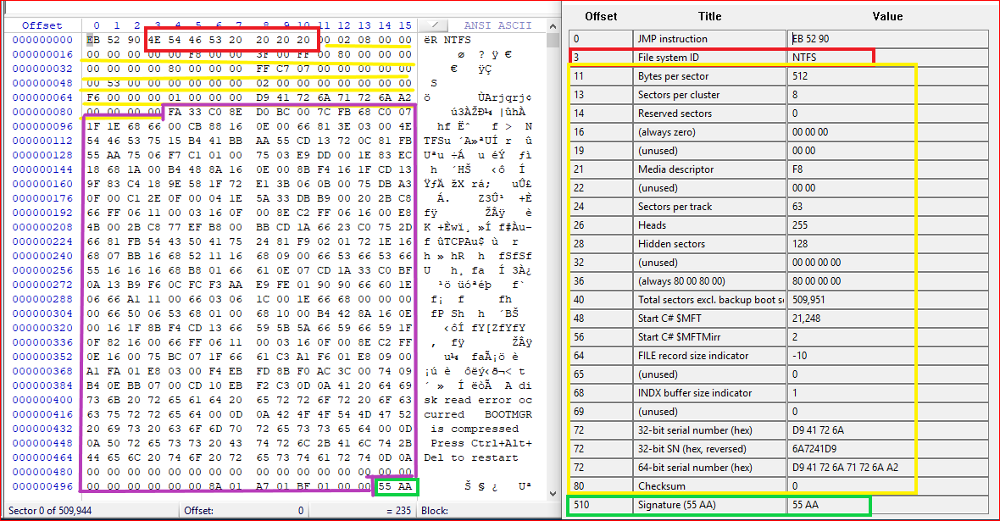 Offset 0 1 2 3 4 5 6 7 8 9 10 11 12 13 14 15 ANSI ASCII
000000000 EB 52 90 4E 54 46 53 20 20 20 20 00 02 08 00 00 ëR NTFS
000000016 00 00 00 00 00 F8 00 00 3F 00 FF 00 80 00 00 00 ø ? ÿ €
000000032 00 00 00 00 80 00 00 00 FF C7 07 00 00 00 00 00 € ÿÇ
000000048 00 53 00 00 00 00 00 00 02 00 00 00 00 00 00 00 S
000000064 F6 00 00 00 01 00 00 00 D9 41 72 6A 71 72 6A A2 ö ÙArjqrj¢
000000080 00 00 00 00 FA 33 C0 8E D0 BC 00 7C FB 68 C0 07 ú3ÀŽÐ¼ |ûhÀ
000000096 1F 1E 68 66 00 CB 88 16 0E 00 66 81 3E 03 00 4E hf Ëˆ f > N
000000112 54 46 53 75 15 B4 41 BB AA 55 CD 13 72 0C 81 FB TFSu ´A»ªUÍ r û
000000128 55 AA 75 06 F7 C1 01 00 75 03 E9 DD 00 1E 83 EC Uªu ÷Á u éÝ ƒì
000000144 18 68 1A 00 B4 48 8A 16 0E 00 8B F4 16 1F CD 13 h ´HŠ ‹ô Í
000000160 9F 83 C4 18 9E 58 1F 72 E1 3B 06 0B 00 75 DB A3 ŸƒÄ žX rá; uÛ£
000000176 0F 00 C1 2E 0F 00 04 1E 5A 33 DB B9 00 20 2B C8 Á. Z3Û¹ +È
000000192 66 FF 06 11 00 03 16 0F 00 8E C2 FF 06 16 00 E8 fÿ ŽÂÿ è
000000208 4B 00 2B C8 77 EF B8 00 BB CD 1A 66 23 C0 75 2D K +Èwï¸ »Í f#Àu-
000000224 66 81 FB 54 43 50 41 75 24 81 F9 02 01 72 1E 16 f ûTCPAu$ ù r
000000240 68 07 BB 16 68 52 11 16 68 09 00 66 53 66 53 66 h » hR h fSfSf
000000256 55 16 16 16 68 B8 01 66 61 0E 07 CD 1A 33 C0 BF U h¸ fa Í 3À¿
000000272 0A 13 B9 F6 0C FC F3 AA E9 FE 01 90 90 66 60 1E ¹ö üóªéþ f`
000000288 06 66 A1 11 00 66 03 06 1C 00 1E 66 68 00 00 00 f¡ f fh
000000304 00 66 50 06 53 68 01 00 68 10 00 B4 42 8A 16 0E fP Sh h ´BŠ
000000320 00 16 1F 8B F4 CD 13 66 59 5B 5A 66 59 66 59 1F ‹ôÍ fY[ZfYfY
000000336 0F 82 16 00 66 FF 06 11 00 03 16 0F 00 8E C2 FF ‚ fÿ ŽÂÿ
000000352 0E 16 00 75 BC 07 1F 66 61 C3 A1 F6 01 E8 09 00 u¼ faÃ¡ö è
000000368 A1 FA 01 E8 03 00 F4 EB FD 8B F0 AC 3C 00 74 09 ¡ú è ôëý‹ð¬< t
000000384 B4 0E BB 07 00 CD 10 EB F2 C3 0D 0A 41 20 64 69 ´ » Í ëòÃ A di
000000400 73 6B 20 72 65 61 64 20 65 72 72 6F 72 20 6F 63 sk read error oc
000000416 63 75 72 72 65 64 00 0D 0A 42 4F 4F 54 4D 47 52 curred BOOTMGR
000000432 20 69 73 20 63 6F 6D 70 72 65 73 73 65 64 00 0D is compressed
000000448 0A 50 72 65 73 73 20 43 74 72 6C 2B 41 6C 74 2B Press Ctrl+Alt+
000000464 44 65 6C 20 74 6F 20 72 65 73 74 61 72 74 0D 0A Del to restart
000000480 00 00 00 00 00 00 00 00 00 00 00 00 00 00 00 00
000000496 00 00 00 00 00 00 8A 01 A7 01 BF 01 00 00 55 AA Š § ¿ Uª
Sector 0 of 509,944 Offset: 0 = 235 Block:
Offset Title Value
0 JMP instruction EB 52 90
3 File system ID NTFS
11 Bytes per sector 512
13 Sectors per cluster 8
14 Reserved sectors 0
16 (always zero) 00 00 00
19 (unused) 00 00
21 Media descriptor F8
22 (unused) 00 00
24 Sectors per track 63
26 Heads 255
28 Hidden sectors 128
32 (unused) 00 00 00 00
36 (always 80 00 80 00) 80 00 00 00
40 Total sectors excl. backup boot se 509,951
48 Start C# $MFT 21,248
56 Start C# $MFTMirr 2
64 FILE record size indicator -10
65 (unused) 0
68 INDX buffer size indicator 1
69 (unused) 0
72 32-bit serial number (hex) D9 41 72 6A
72 32-bit SN (hex, reversed) 6A7241D9
72 64-bit serial number (hex) D9 41 72 6A 71 72 6A A2
80 Checksum 0
510 Signature (55 AA) 55 AA